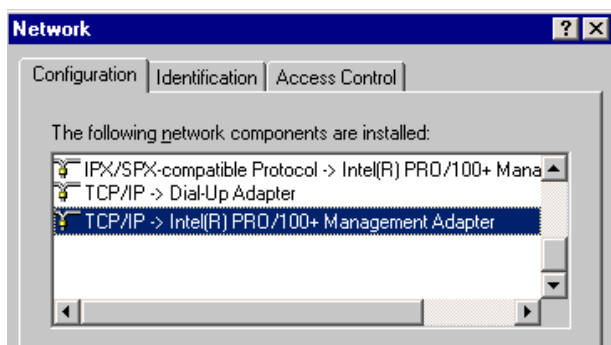 Network
Configuration Identification Access Control
The following network components are installed:
IPX/SPX-compatible Protocol -> Intel(R) PRO/100+ Mana
TCP/IP -> Dial-Up Adapter
TCP/IP -> Intel(R) PRO/100+ Management Adapter